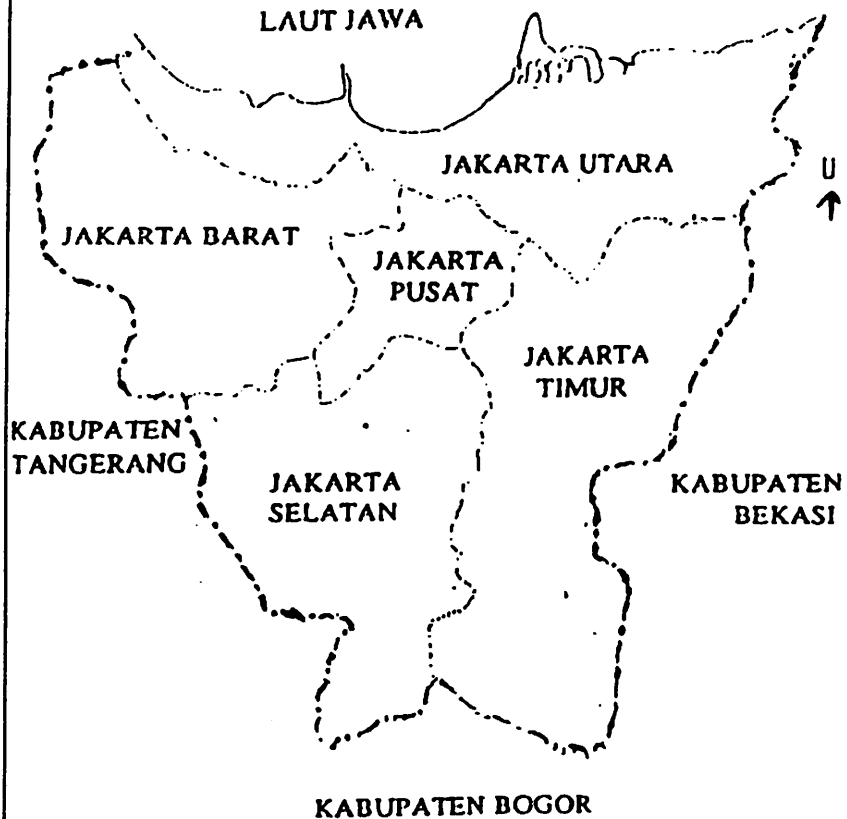 LAUT JAWA
JAKARTA UTARA
U
JAKARTA BARAT
JAKARTA
PUSAT
JAKARTA
TIMUR
KABUPATEN
TANGERANG
JAKARTA
SELATAN
KABUPATEN
BEKASI
KABUPATEN BOGOR